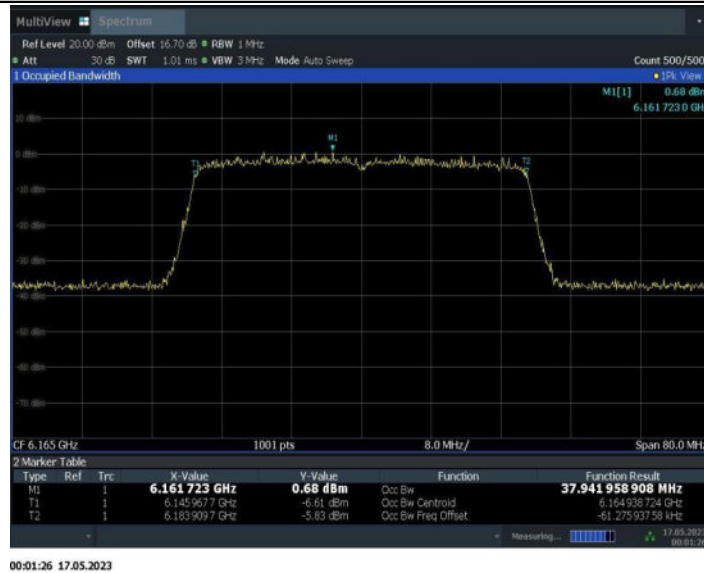 MultiView Spectrum
Ref Level 20.00 dBm Offset 16.70 dB RBW 1 MHz
Att 30 dB SWT 1.01 ms VBW 3 MHz Mode Auto Sweep Count 500/500
1 Occupied Bandwidth 1Pk View
M1[1] 0.68 dBm
6.161 723 0 GH
10 dBm
M1
0 dBm
T1 T2
-10 dBm
-20 dBm
-30 dBm
-40 dBm
-50 dBm
-60 dBm
-70 dBm
CF 6.165 GHz 1001 pts 8.0 MHz/ Span 80.0 MHz
2 Marker Table
Type Ref Trc X-Value Y-Value Function Function Result
M1 1 6.161 723 GHz 0.68 dBm Occ Bw 37.941 958 908 MHz
T1 1 6.145 967 7 GHz -6.61 dBm Occ Bw Centroid 6.164 938 724 GHz
T2 1 6.183 909 7 GHz -5.83 dBm Occ Bw Freq Offset -61.275 937 58 kHz
Measuring... 17.05.2023
00:01:26
00:01:26 17.05.2023